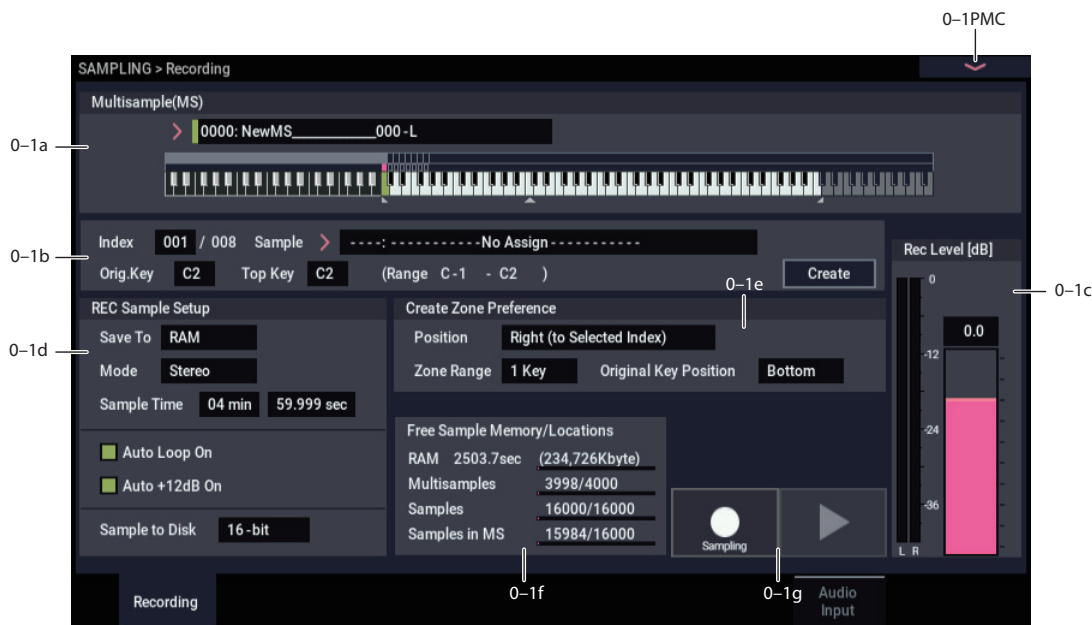 0–1PMC
SAMPLING > Recording
Multisample(MS)
0000: NewMS____________000 -L
0–1a
Index 001 / 008 Sample ----: -----------No Assign-----------
0–1b
Orig.Key C2 Top Key C2 (Range C -1 - C2 ) Create
Rec Level [dB]
0–1e
0–1c
REC Sample Setup
Create Zone Preference
0
Save To RAM
Position Right (to Selected Index)
0.0
0–1d
-12
Mode Stereo
Zone Range 1 Key Original Key Position Bottom
Sample Time 04 min 59.999 sec
Free Sample Memory/Locations
-24
Auto Loop On
RAM 2503.7sec (234,726Kbyte)
Auto +12dB On
Multisamples 3998/4000
Samples 16000/16000
-36
Sample to Disk 16 -bit
Samples in MS 15984/16000
Sampling
L R
0–1f
0–1g
Recording
Audio
Input